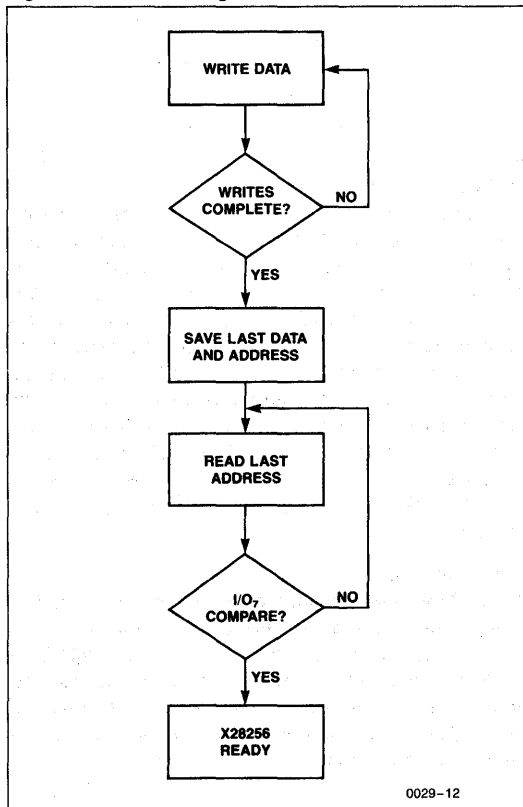 WRITE DATA
WRITES
COMPLETE?
NO
YES
SAVE LAST DATA
AND ADDRESS
READ LAST
ADDRESS
I/O₇
COMPARE?
NO
YES
X28256
READY
0029-12